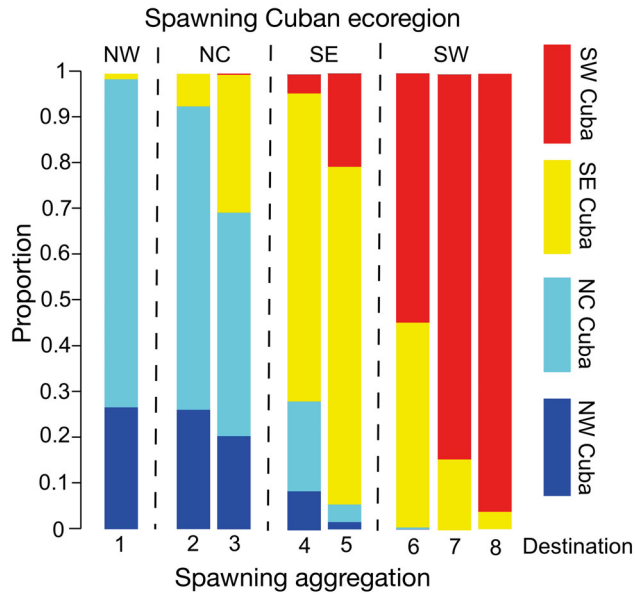 Spawning Cuban ecoregion
NW NC SE SW
1
0.9
0.8
0.7
0.6
0.5
0.4
0.3
0.2
0.1
0
Proportion
1 2 3 4 5 6 7 8 Destination
Spawning aggregation
SW Cuba
SE Cuba
NC Cuba
NW Cuba